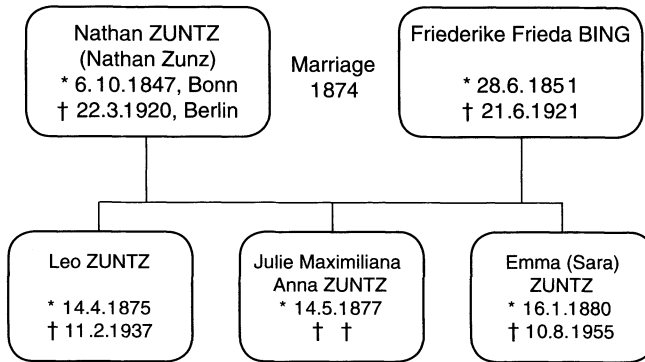 Nathan ZUNTZ
(Nathan Zunz)
* 6.10.1847, Bonn
† 22.3.1920, Berlin
Marriage
1874
Friederike Frieda BING
* 28.6.1851
† 21.6.1921
Leo ZUNTZ
* 14.4.1875
† 11.2.1937
Julie Maximiliana
Anna ZUNTZ
* 14.5.1877
† †
Emma (Sara)
ZUNTZ
* 16.1.1880
† 10.8.1955